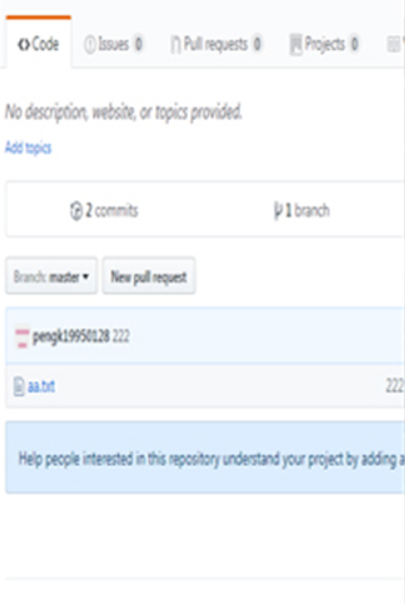 Code Issues 0 Pull requests 0 Projects 0
No description, website, or topics provided.
Add topics
2 commits 1 branch
Branch: master New pull request
pengk19950128 222
aa.txt 222
Help people interested in this repository understand your project by adding a